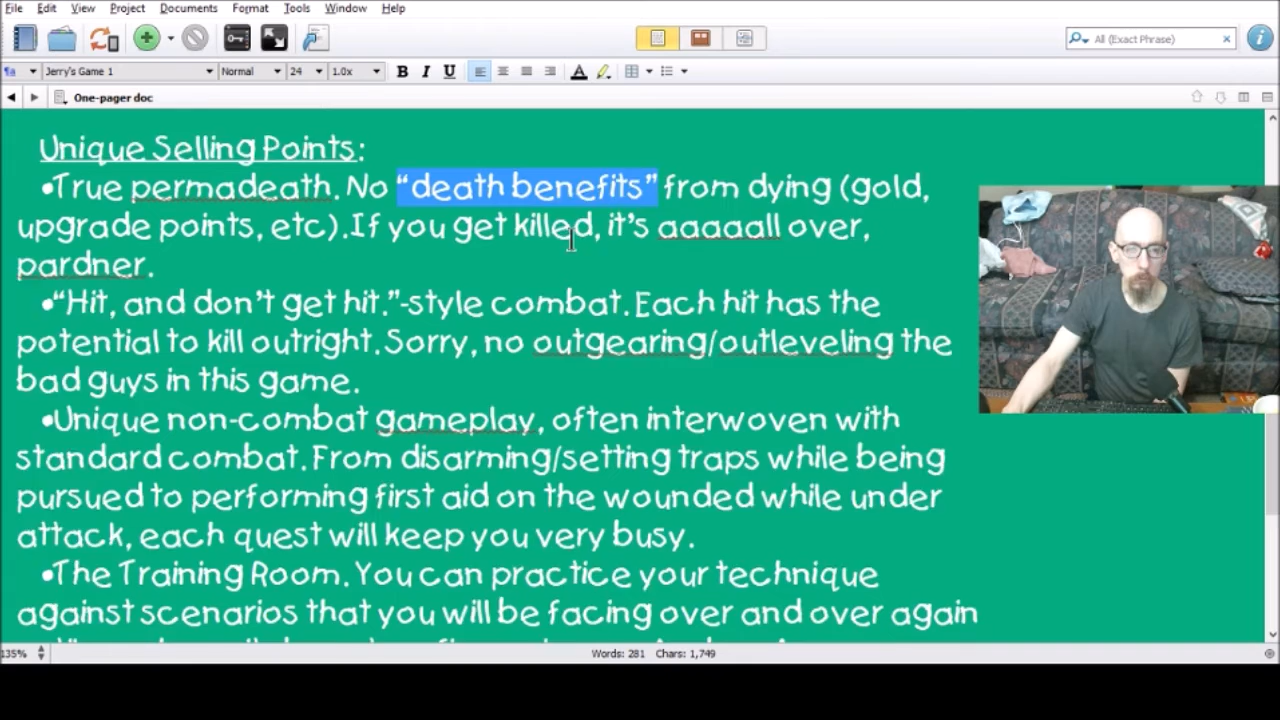 File Edit View Project Documents Format Tools Window Help
All (Exact Phrase)
Jerry's Game 1 Normal 24 1.0x B I U
One-pager doc
Unique Selling Points:
•True permadeath. No “death benefits” from dying (gold,
upgrade points, etc).If you get killed, it's aaaaall over,
pardner.
•“Hit, and don't get hit.”-style combat. Each hit has the
potential to kill outright. Sorry, no outgearing/outleveling the
bad guys in this game.
•Unique non-combat gameplay, often interwoven with
standard combat. From disarming/setting traps while being
pursued to performing first aid on the wounded while under
attack, each quest will keep you very busy.
•The Training Room. You can practice your technique
against scenarios that you will be facing over and over again
135% Words: 281 Chars: 1,749